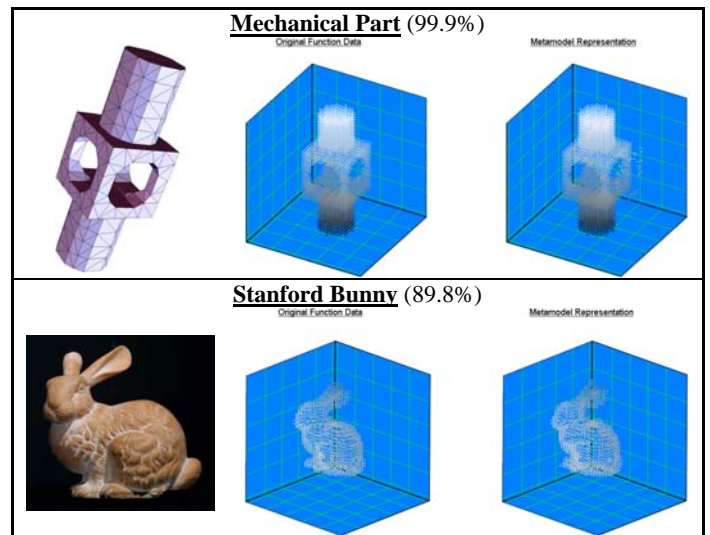 Mechanical Part (99.9%)
Original Function Data
Metamodel Representation
Stanford Bunny (89.8%)
Original Function Data
Metamodel Representation